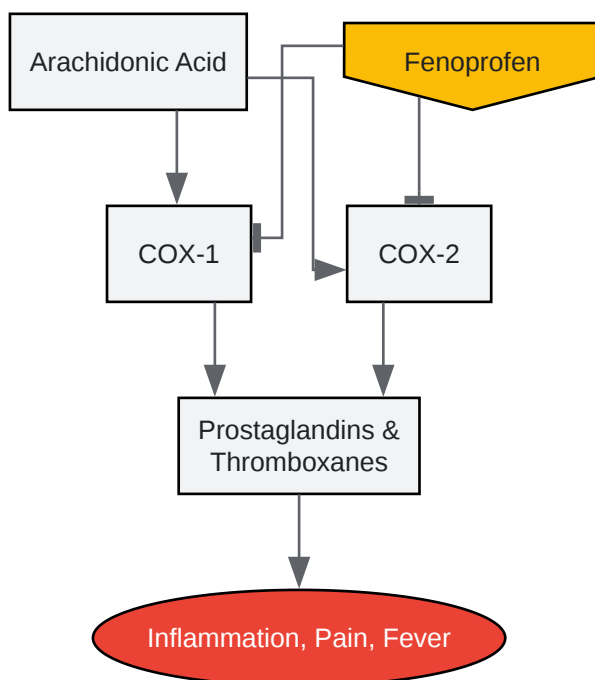 Arachidonic Acid
Fenoprofen
COX-1
COX-2
Prostaglandins &
Thromboxanes
Inflammation, Pain, Fever